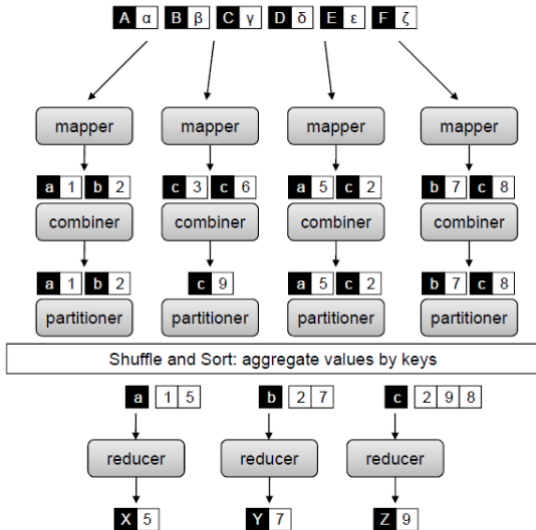 A α B β C γ D δ E ε F ζ
mapper mapper mapper mapper
a 1 b 2 c 3 c 6 a 5 c 2 b 7 c 8
combiner combiner combiner combiner
a 1 b 2 c 9 a 5 c 2 b 7 c 8
partitioner partitioner partitioner partitioner
Shuffle and Sort: aggregate values by keys
a 1 5 b 2 7 c 2 9 8
reducer reducer reducer
X 5 Y 7 Z 9